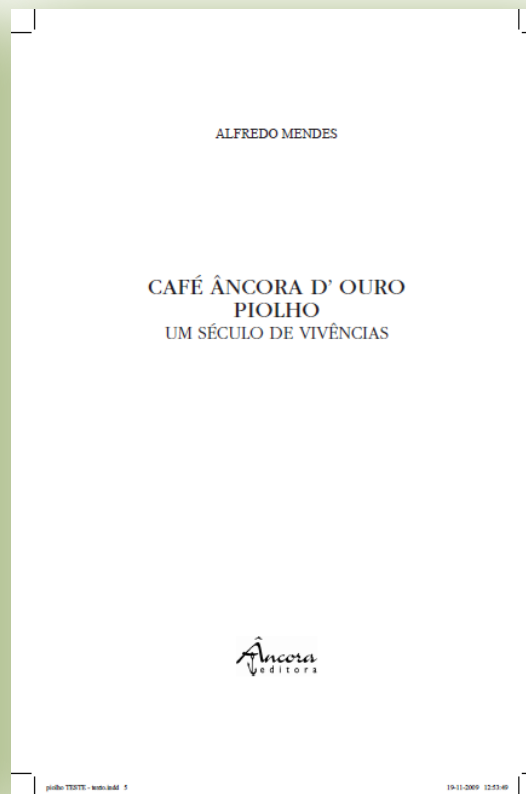 ALFREDO MENDES
CAFÉ ÂNCORA D' OURO
PIOLHO
UM SÉCULO DE VIVÊNCIAS
Âncora
editora
piolho TESTE - texto.indd 5 19-11-2009 12:53:49